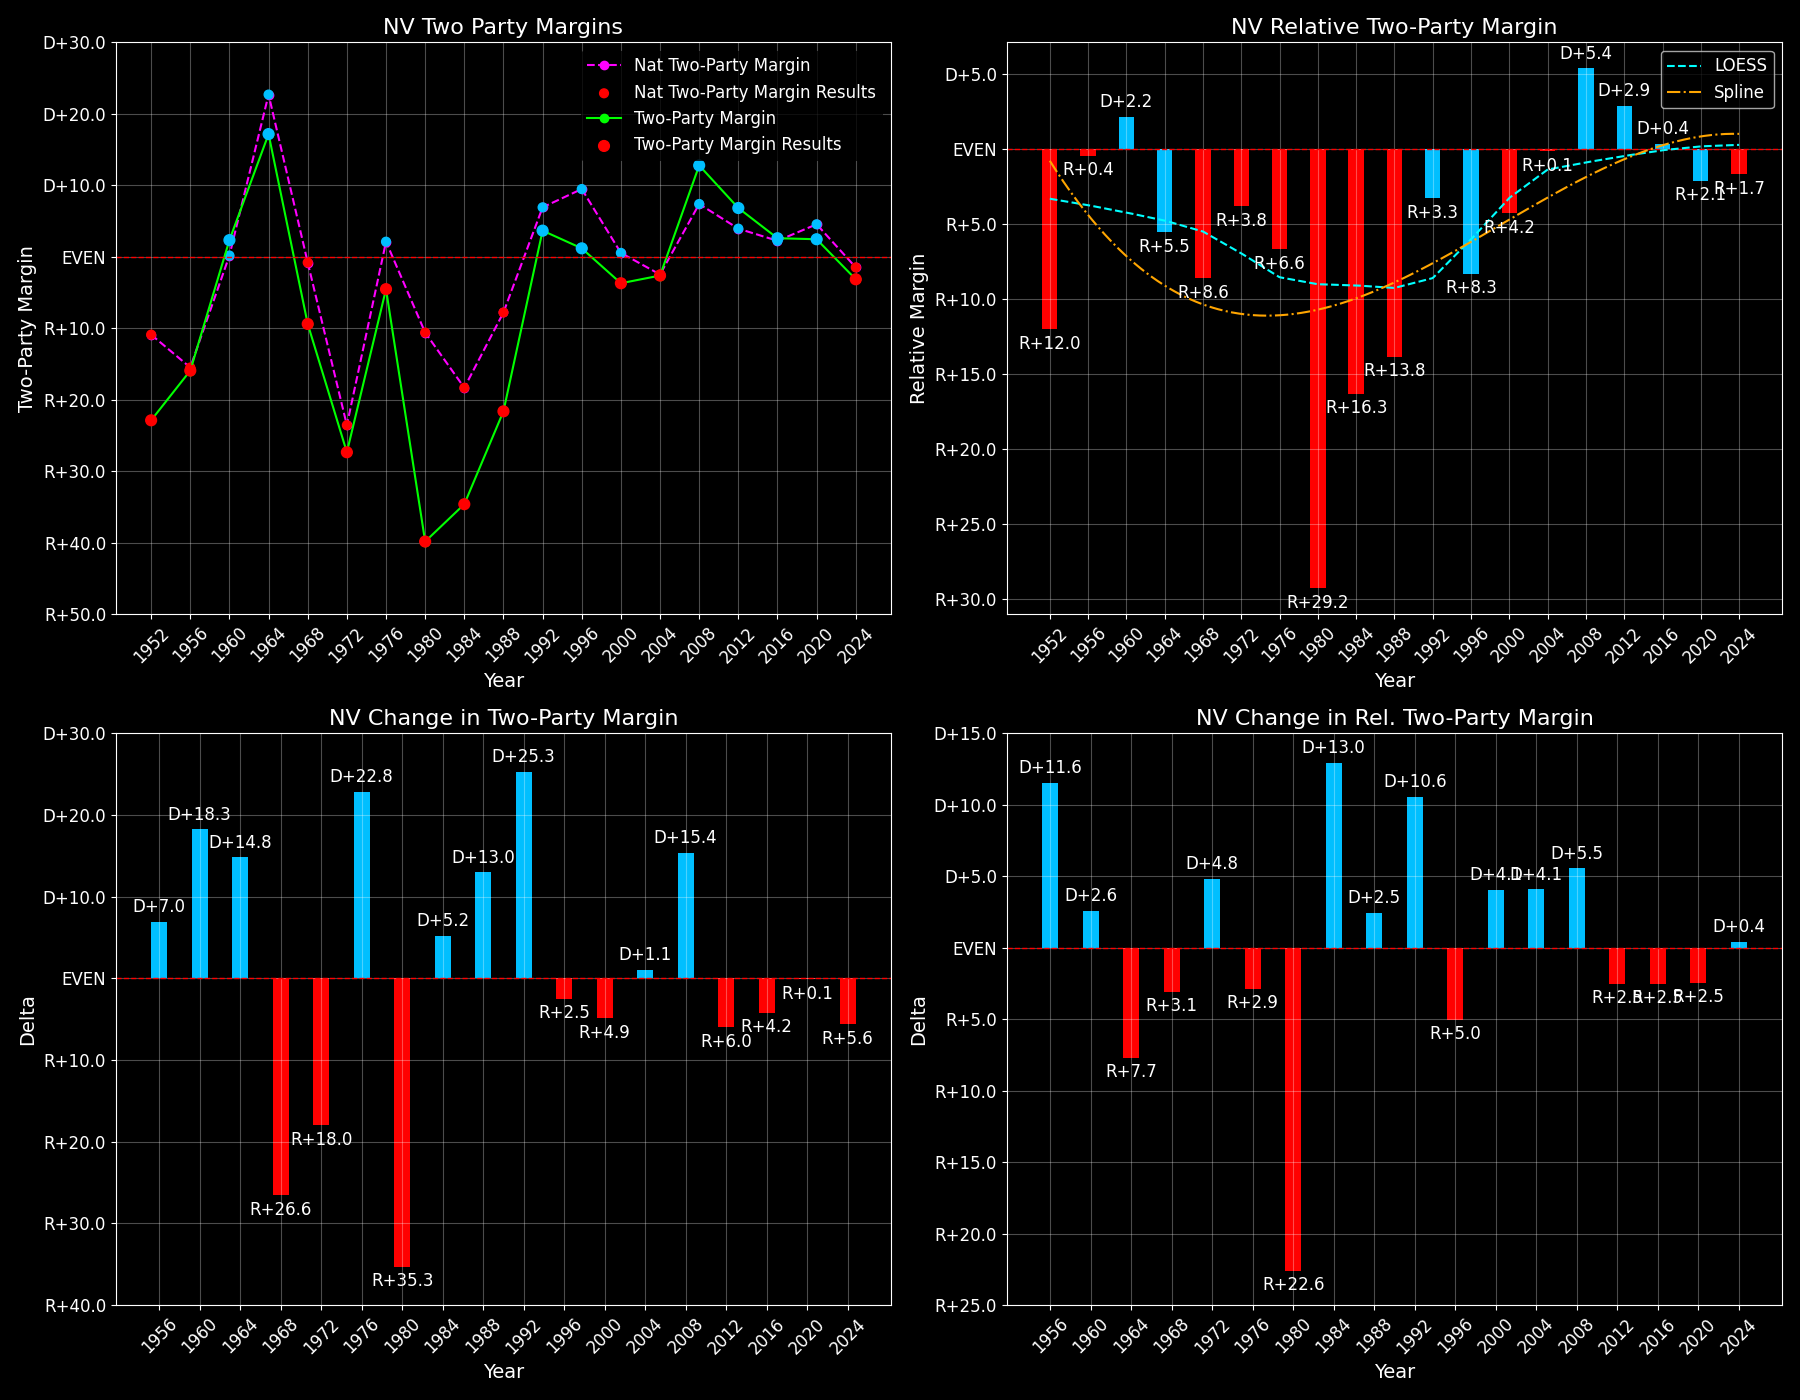 NV Two Party Margins
D+30.0
D+20.0
D+10.0
EVEN
R+10.0
R+20.0
R+30.0
R+40.0
R+50.0
Two-Party Margin
Nat Two-Party Margin
Nat Two-Party Margin Results
Two-Party Margin
Two-Party Margin Results
1952 1956 1960 1964 1968 1972 1976 1980 1984 1988 1992 1996 2000 2004 2008 2012 2016 2020 2024
Year
NV Relative Two-Party Margin
D+5.0
EVEN
R+5.0
R+10.0
R+15.0
R+20.0
R+25.0
R+30.0
Relative Margin
LOESS
Spline
R+12.0
R+0.4
D+2.2
R+5.5
R+8.6
R+3.8
R+6.6
R+29.2
R+16.3
R+13.8
R+3.3
R+8.3
R+4.2
R+0.1
D+5.4
D+2.9
D+0.4
R+2.1
R+1.7
1952 1956 1960 1964 1968 1972 1976 1980 1984 1988 1992 1996 2000 2004 2008 2012 2016 2020 2024
Year
NV Change in Two-Party Margin
D+30.0
D+20.0
D+10.0
EVEN
R+10.0
R+20.0
R+30.0
R+40.0
Delta
D+7.0
D+18.3
D+14.8
R+26.6
R+18.0
D+22.8
R+35.3
D+5.2
D+13.0
D+25.3
R+2.5
R+4.9
D+1.1
D+15.4
R+6.0
R+4.2
R+0.1
R+5.6
1956 1960 1964 1968 1972 1976 1980 1984 1988 1992 1996 2000 2004 2008 2012 2016 2020 2024
Year
NV Change in Rel. Two-Party Margin
D+15.0
D+10.0
D+5.0
EVEN
R+5.0
R+10.0
R+15.0
R+20.0
R+25.0
Delta
D+11.6
D+2.6
R+7.7
R+3.1
D+4.8
R+2.9
R+22.6
D+13.0
D+2.5
D+10.6
R+5.0
D+4.1
D+4.1
D+5.5
R+2.5
R+2.5
R+2.5
D+0.4
1956 1960 1964 1968 1972 1976 1980 1984 1988 1992 1996 2000 2004 2008 2012 2016 2020 2024
Year